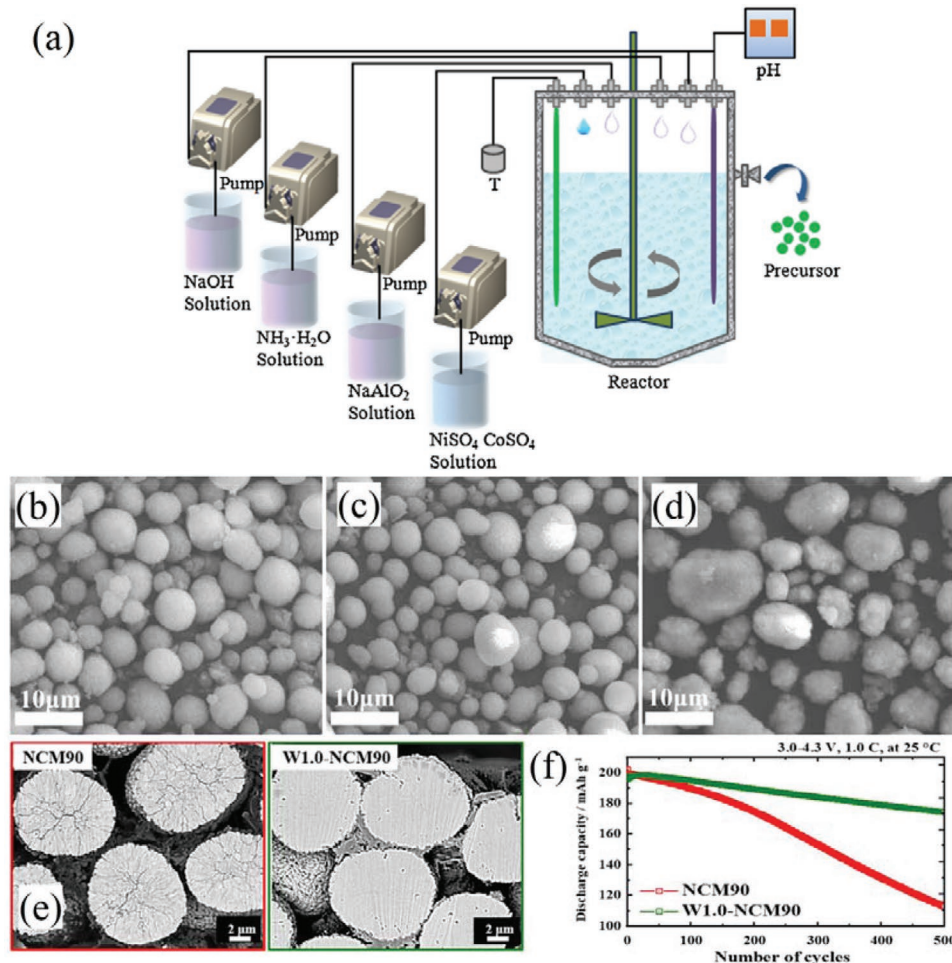 (a)
pH
Pump
T
Pump
NaOH
Solution
Pump
Precursor
NH₃·H₂O
Solution
Pump
Reactor
NaAlO₂
Solution
NiSO₄ CoSO₄
Solution
(b)
(c)
(d)
10μm
10μm
10μm
NCM90
W1.0-NCM90
(e)
2 μm
2 μm
(f)
3.0-4.3 V, 1.0 C, at 25 °C
Discharge capacity / mAh g⁻¹
200
180
160
140
120
100
NCM90
W1.0-NCM90
0
100
200
300
400
500
Number of cycles